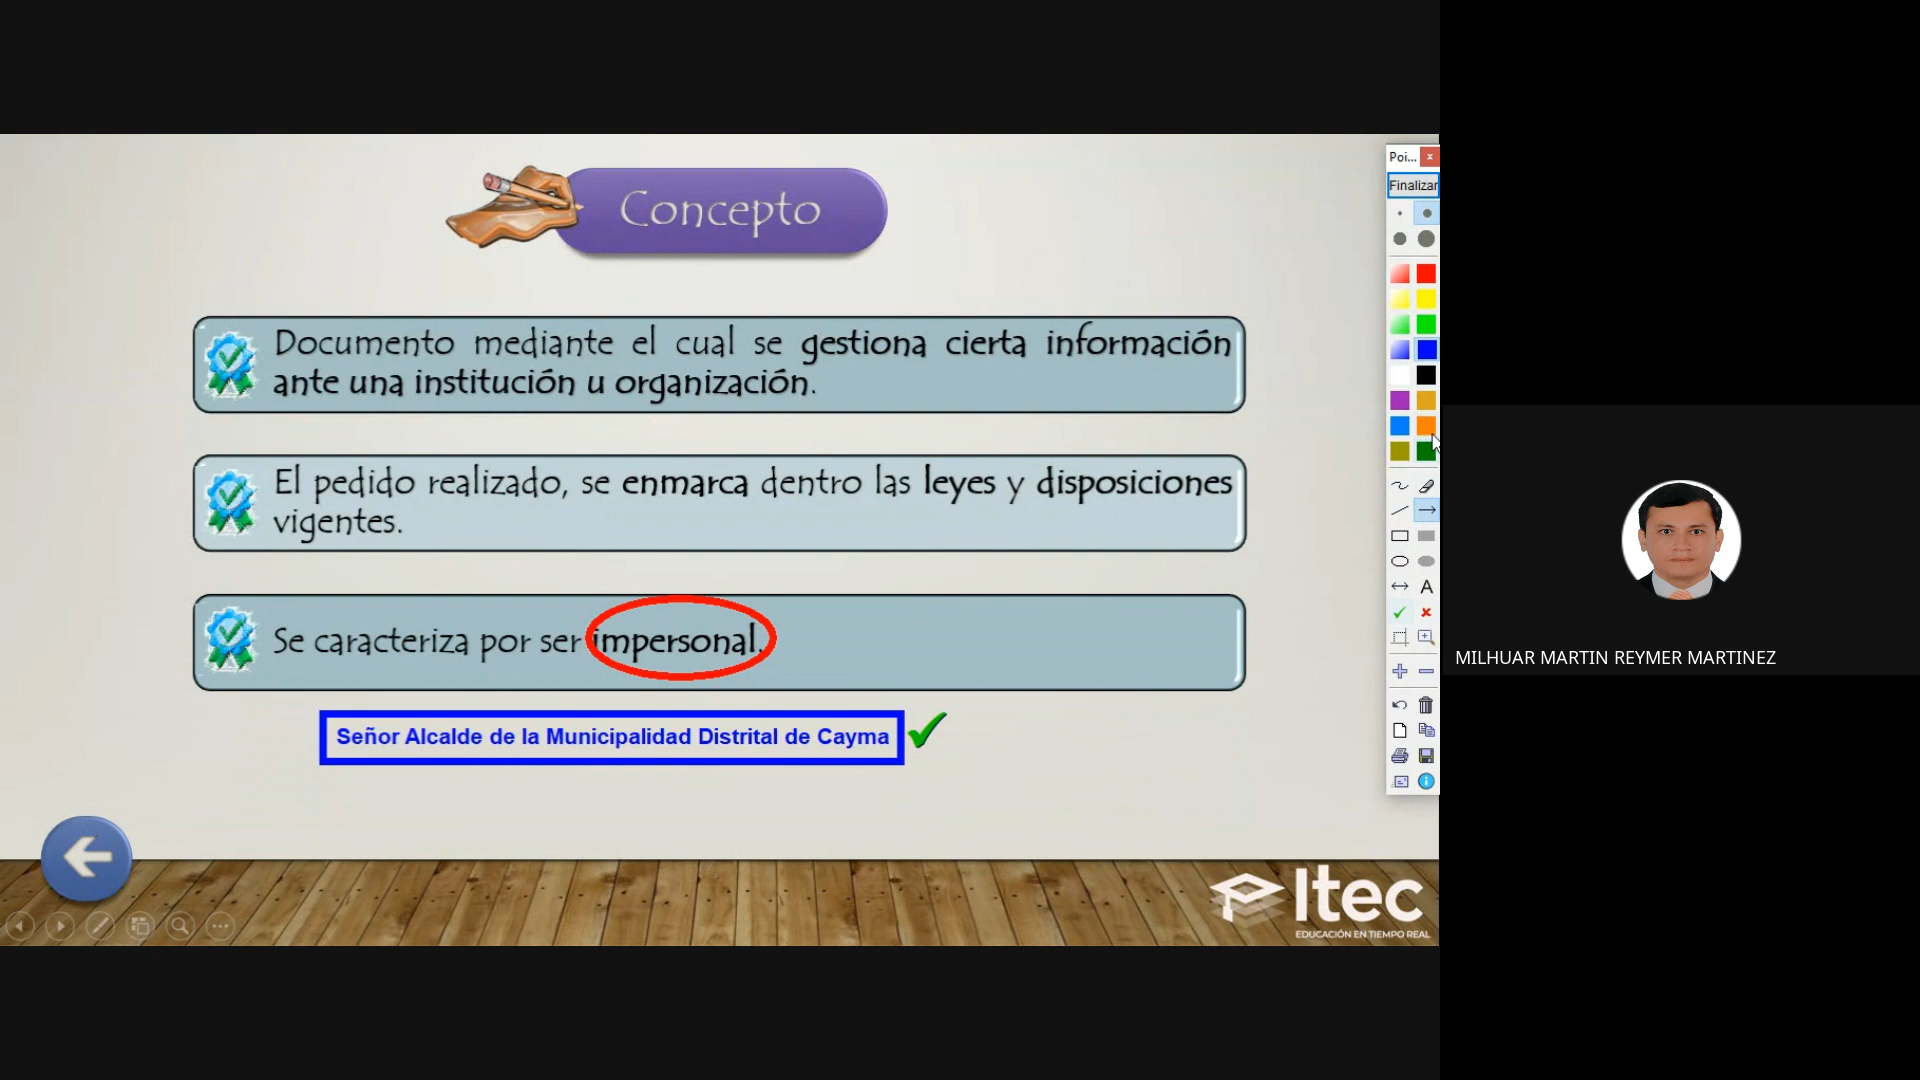 Concepto
Documento mediante el cual se gestiona cierta información
ante una institución u organización.
El pedido realizado, se enmarca dentro las leyes y disposiciones
vigentes.
Se caracteriza por ser impersonal.
Señor Alcalde de la Municipalidad Distrital de Cayma
Itec
EDUCACIÓN EN TIEMPO REAL
Poi...
Finalizar
A
MILHUAR MARTIN REYMER MARTINEZ